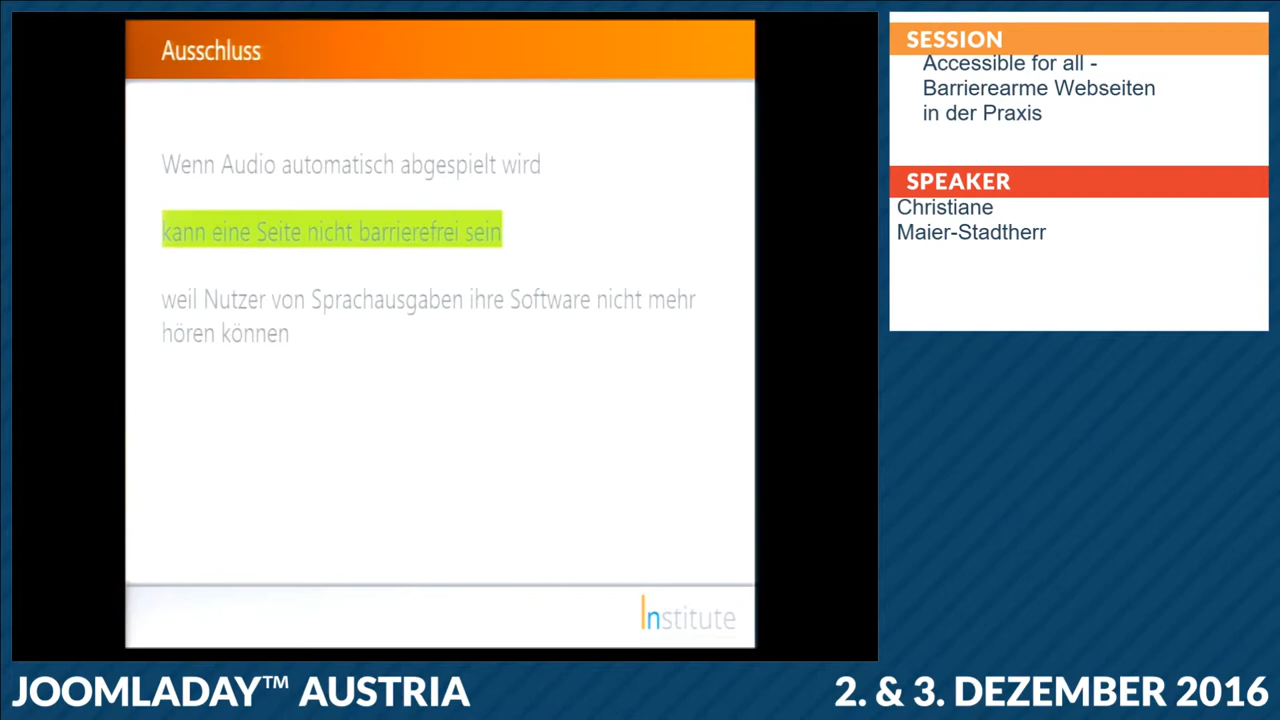 Ausschluss
Wenn Audio automatisch abgespielt wird
kann eine Seite nicht barrierefrei sein
weil Nutzer von Sprachausgaben ihre Software nicht mehr
hören können
Institute
SESSION
Accessible for all -
Barrierearme Webseiten
in der Praxis
SPEAKER
Christiane
Maier-Stadtherr
JOOMLADAY™ AUSTRIA
2. & 3. DEZEMBER 2016